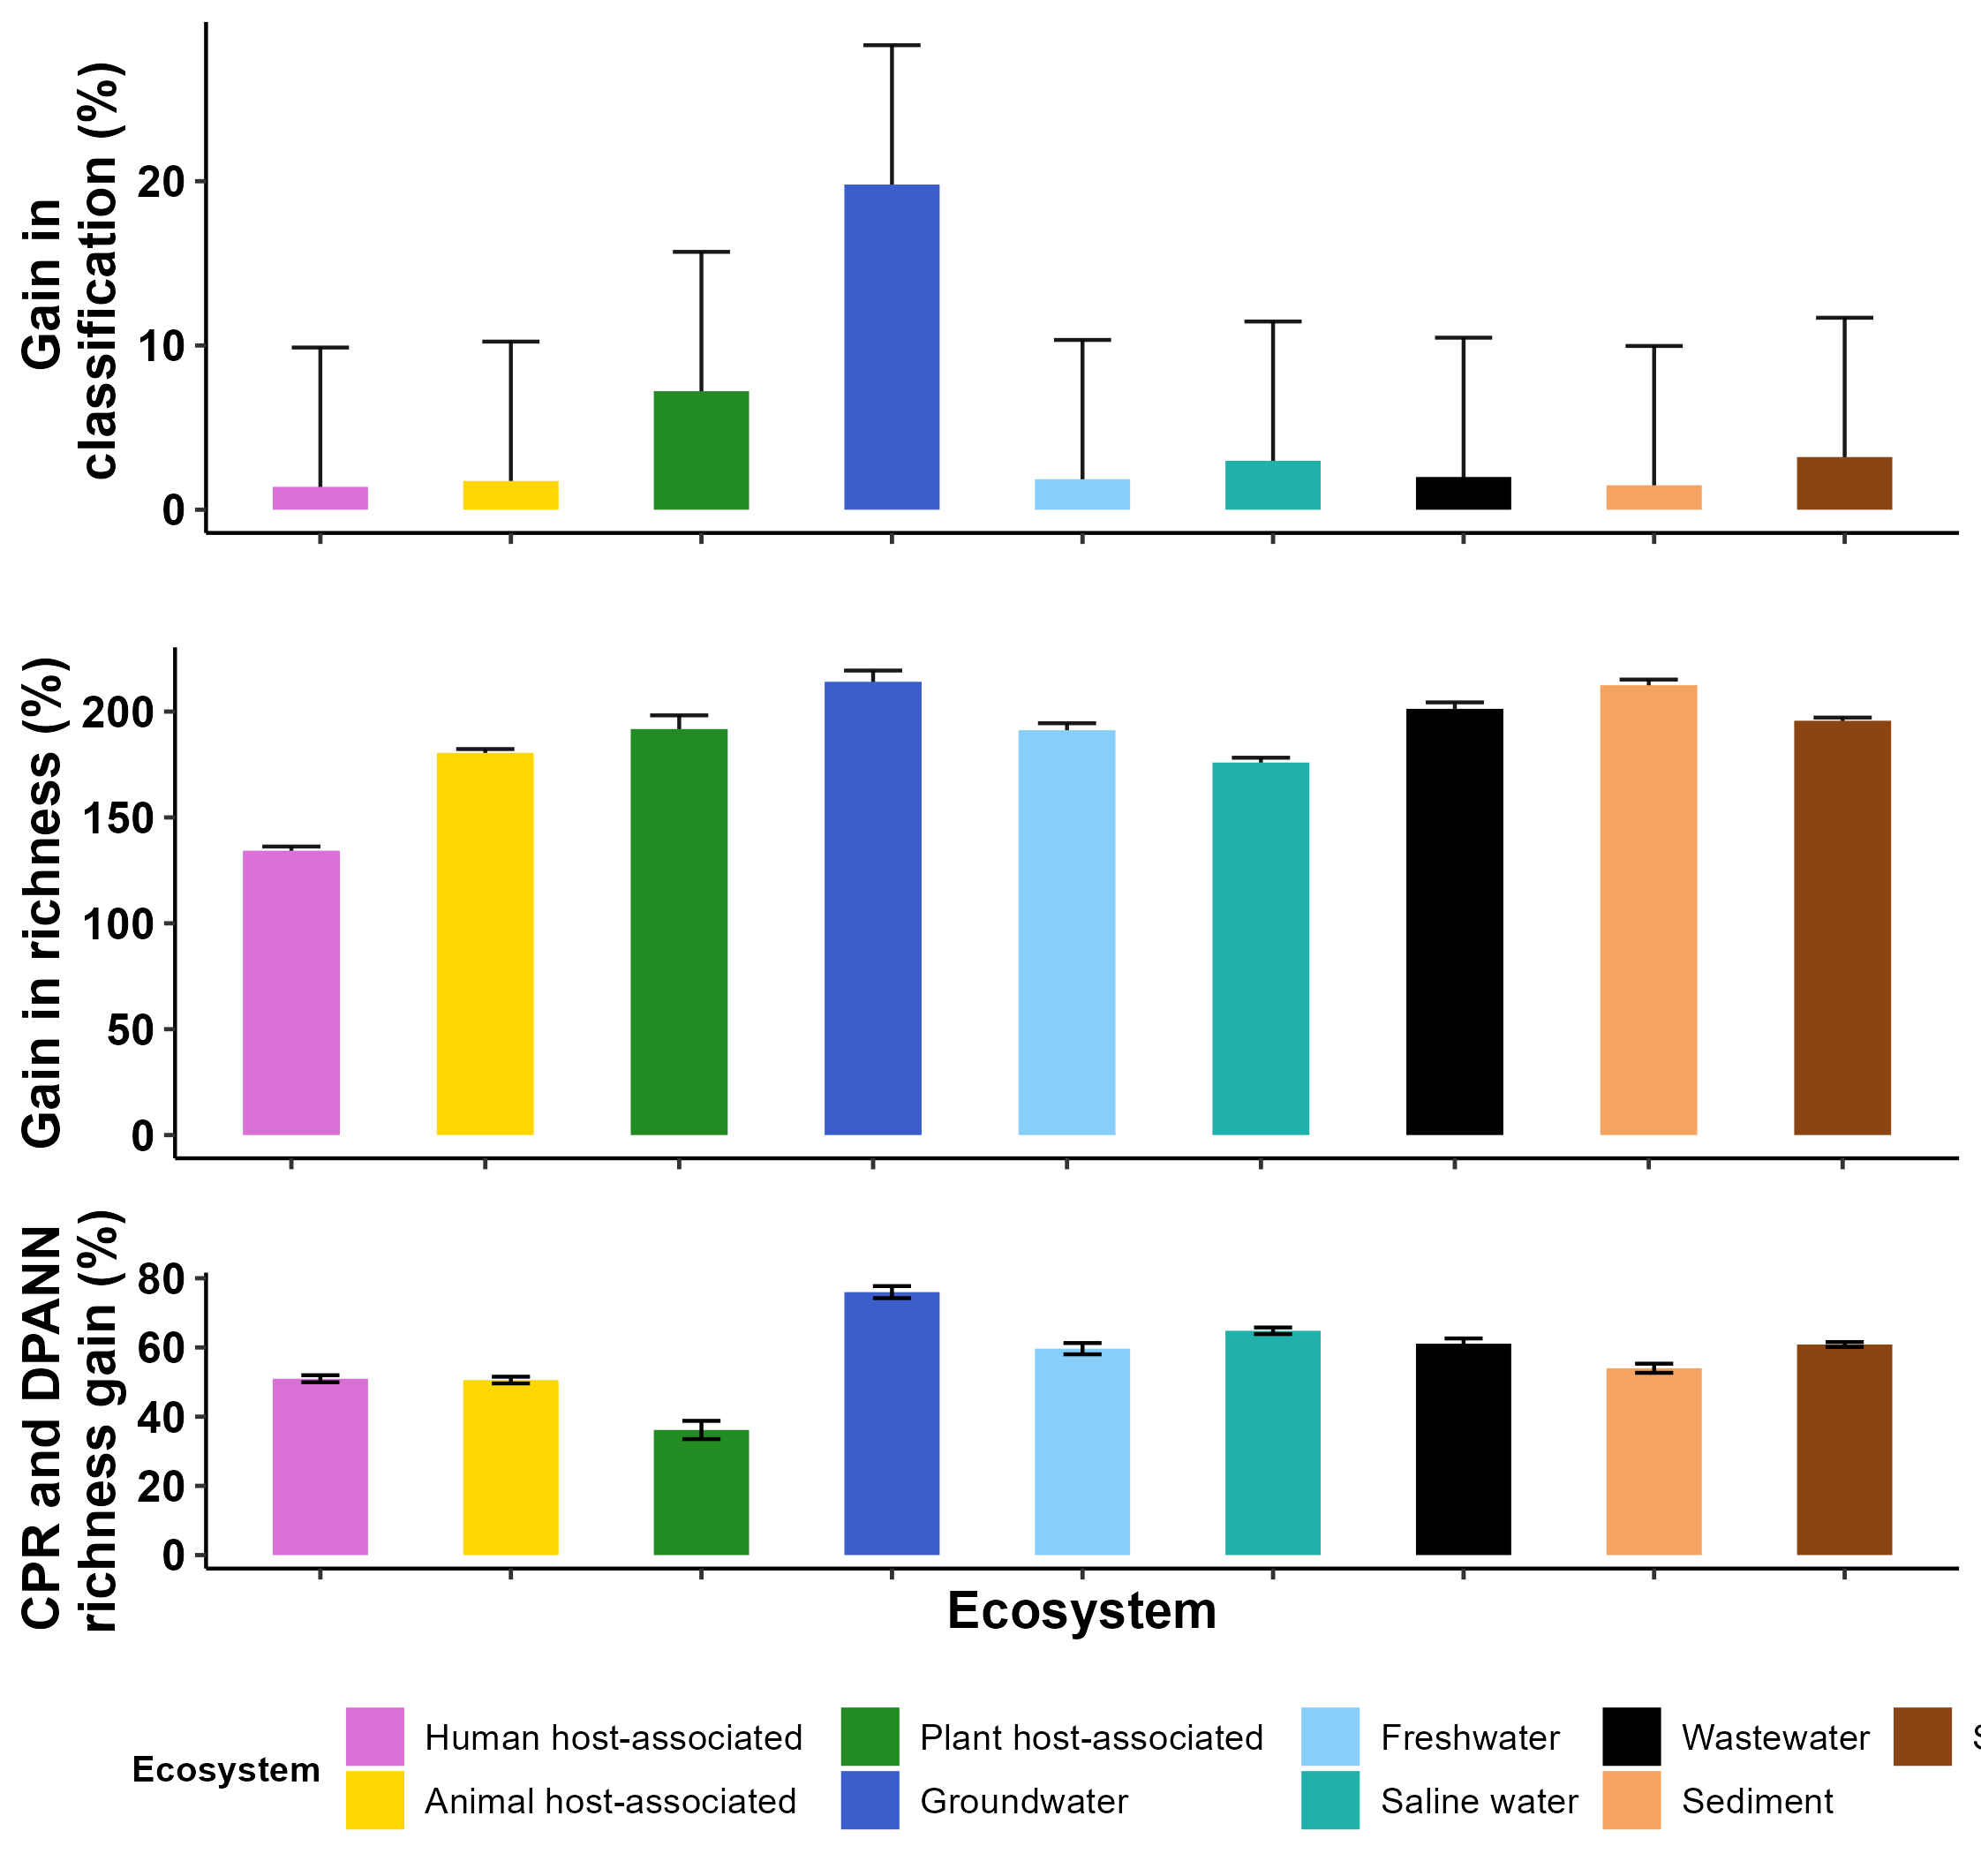 Gain in
classification (%)
20
10
0
Gain in richness (%)
200
150
100
50
0
CPR and DPANN
richness gain (%)
80
60
40
20
0
Ecosystem
Ecosystem
Human host-associated
Plant host-associated
Freshwater
Wastewater
Animal host-associated
Groundwater
Saline water
Sediment